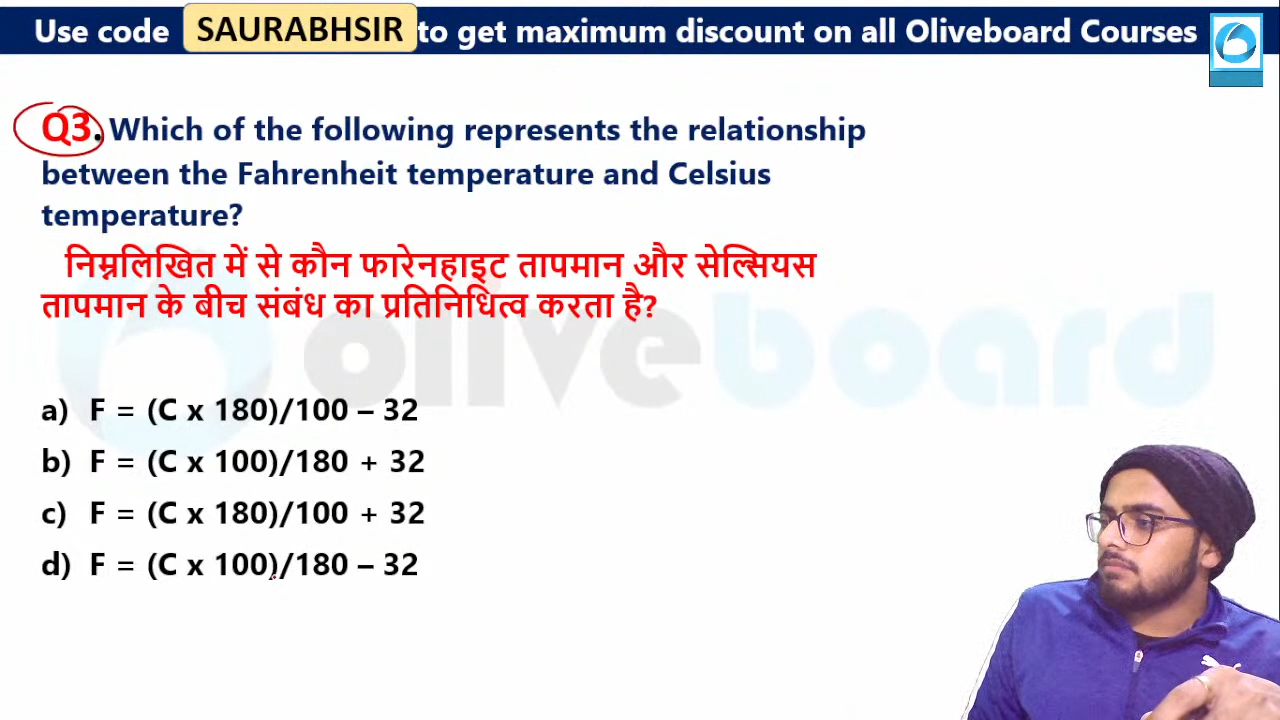 Use code SAURABHSIR to get maximum discount on all Oliveboard Courses
Q3. Which of the following represents the relationship
between the Fahrenheit temperature and Celsius
temperature?
निम्नलिखित में से कौन फारेनहाइट तापमान और सेल्सियस
तापमान के बीच संबंध का प्रतिनिधित्व करता है?
oliveboard
a) F = (C x 180)/100 – 32
b) F = (C x 100)/180 + 32
c) F = (C x 180)/100 + 32
d) F = (C x 100)/180 – 32